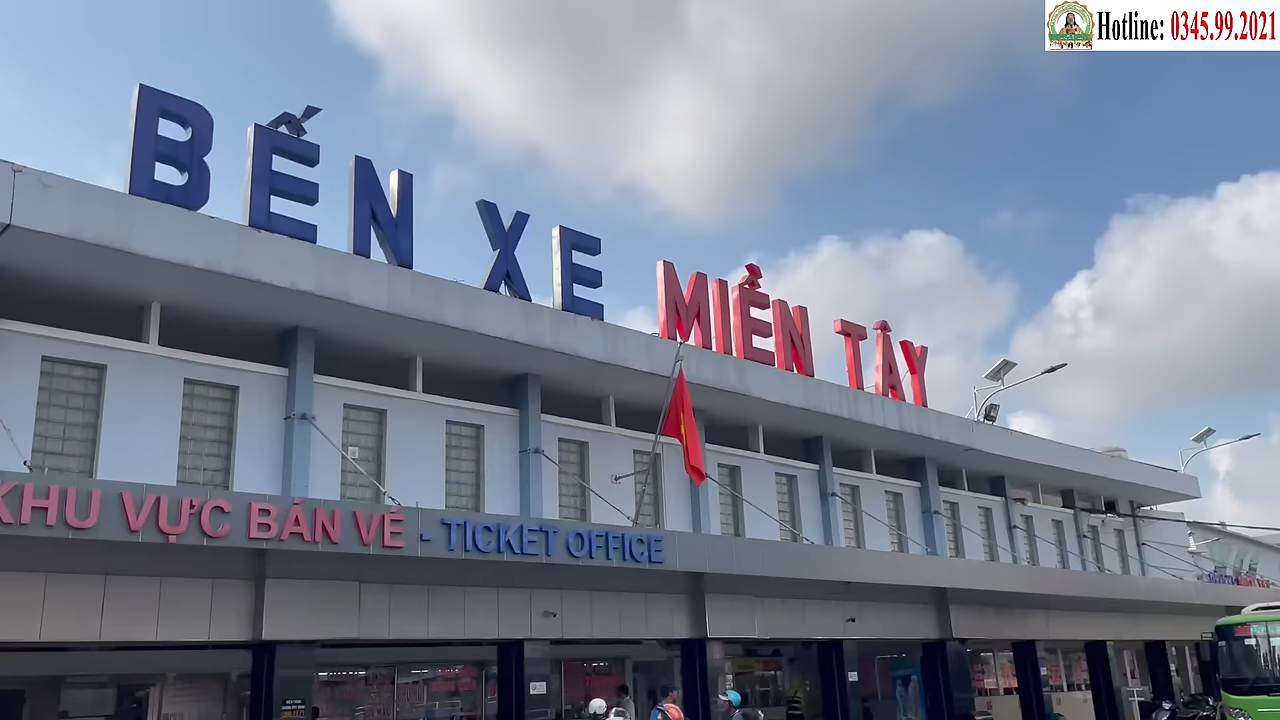 Hotline: 0345.99.2021
BẾN XE MIỀN TÂY
KHU VỰC BÁN VÉ - TICKET OFFICE